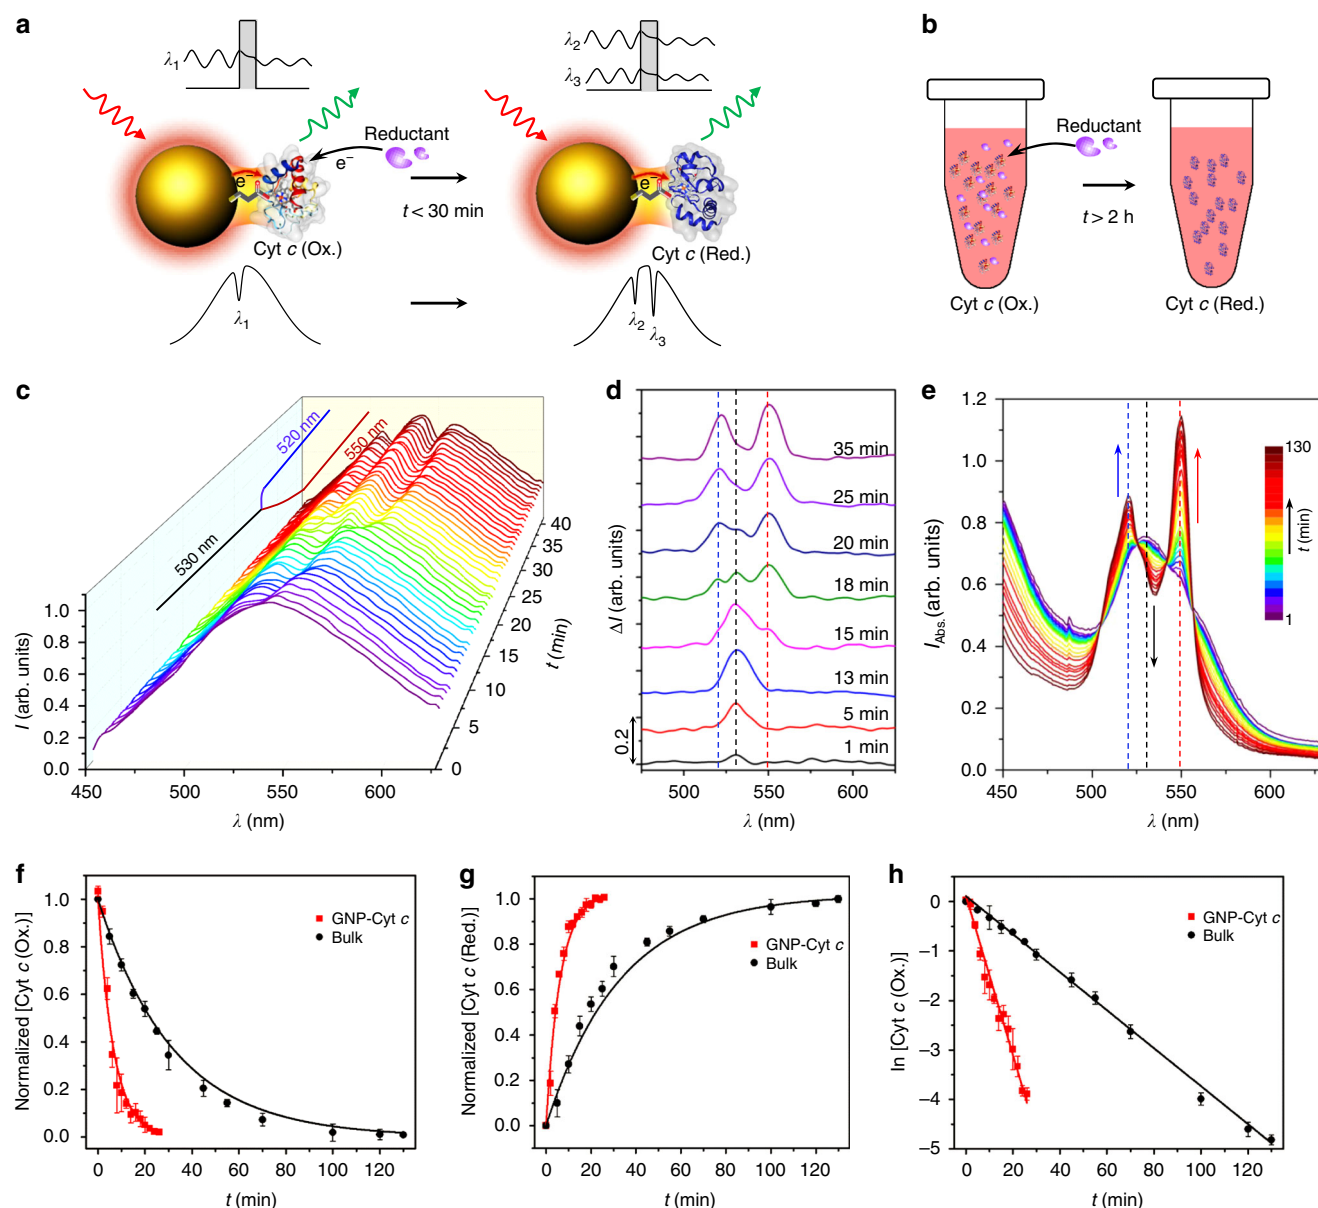 a
λ1
λ2
λ3
Reductant
e−
e−
e−
t < 30 min
Cyt c (Ox.)
Cyt c (Red.)
λ1
λ2
λ3
b
Reductant
t > 2 h
Cyt c (Ox.)
Cyt c (Red.)
c
520 nm
550 nm
530 nm
I (arb. units)
1.0
0.8
0.6
0.4
0.2
0.0
450 500 550 600
λ (nm)
0 5 10 15 20 25 30 35 40
t (min)
d
ΔI (arb. units)
35 min
25 min
20 min
18 min
15 min
13 min
5 min
1 min
0.2
500 550 600
λ (nm)
e
IAbs.(arb. units)
1.2
1.0
0.8
0.6
0.4
0.2
0.0
450 500 550 600
λ (nm)
130
t (min)
1
f
Normalized [Cyt c (Ox.)]
1.0
0.8
0.6
0.4
0.2
0.0
GNP-Cyt c
Bulk
0 20 40 60 80 100 120
t (min)
g
Normalized [Cyt c (Red.)]
1.0
0.8
0.6
0.4
0.2
0.0
GNP-Cyt c
Bulk
0 20 40 60 80 100 120
t (min)
h
ln [Cyt c (Ox.)]
0
−1
−2
−3
−4
−5
GNP-Cyt c
Bulk
0 20 40 60 80 100 120
t (min)